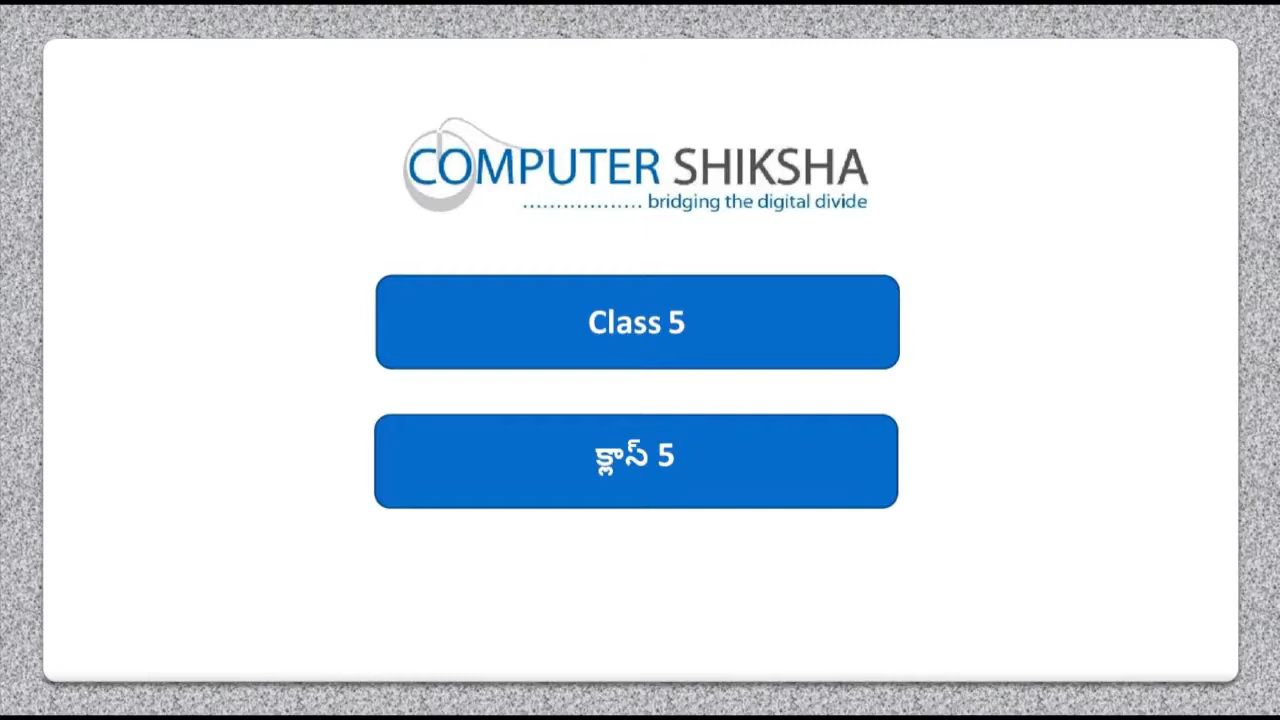 COMPUTER SHIKSHA
.................. bridging the digital divide
Class 5
క్లాస్ 5